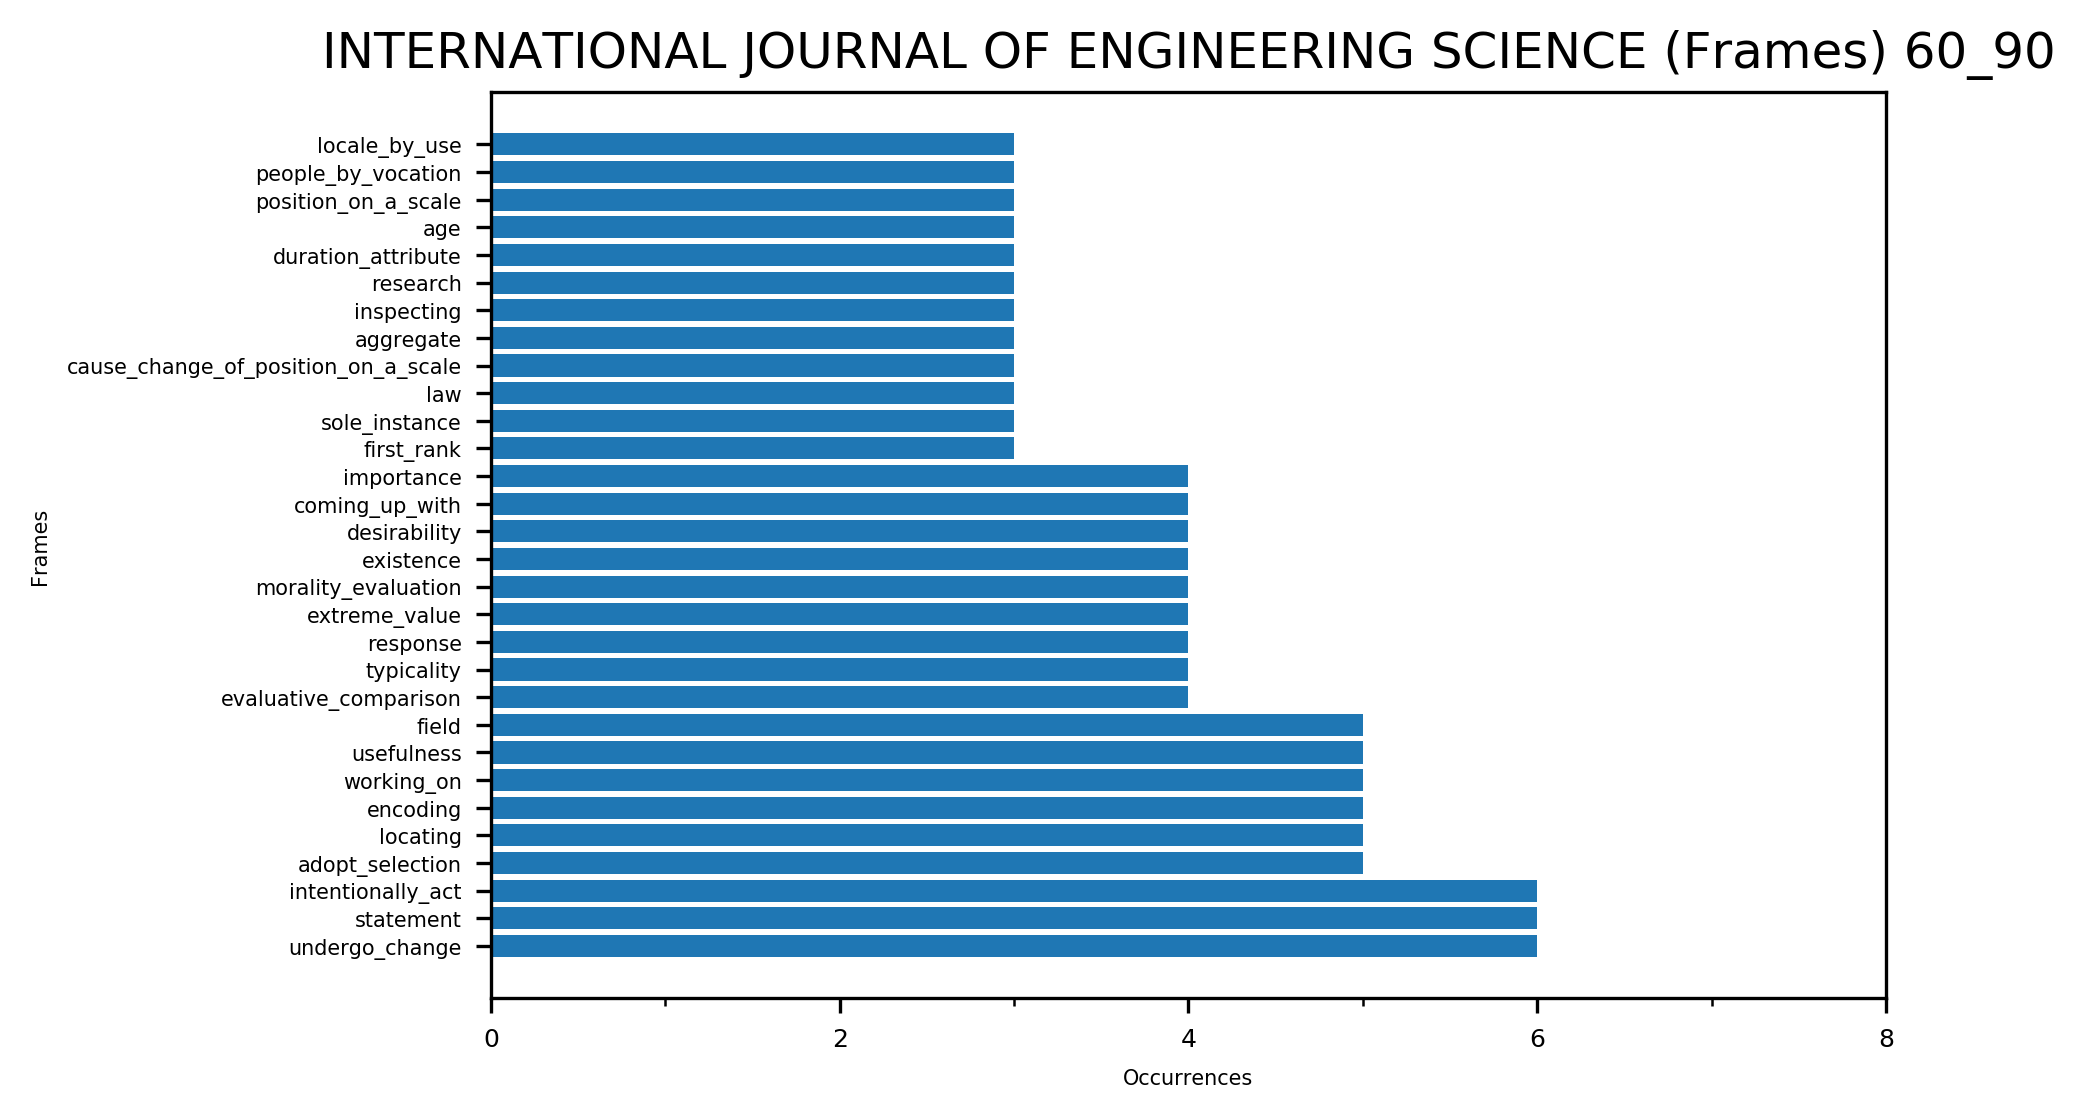 INTERNATIONAL JOURNAL OF ENGINEERING SCIENCE (Frames) 60_90
locale_by_use
people_by_vocation
position_on_a_scale
age
duration_attribute
research
inspecting
aggregate
cause_change_of_position_on_a_scale
law
sole_instance
first_rank
importance
coming_up_with
desirability
existence
morality_evaluation
extreme_value
response
typicality
evaluative_comparison
field
usefulness
working_on
encoding
locating
adopt_selection
intentionally_act
statement
undergo_change
Frames
0 2 4 6 8
Occurrences